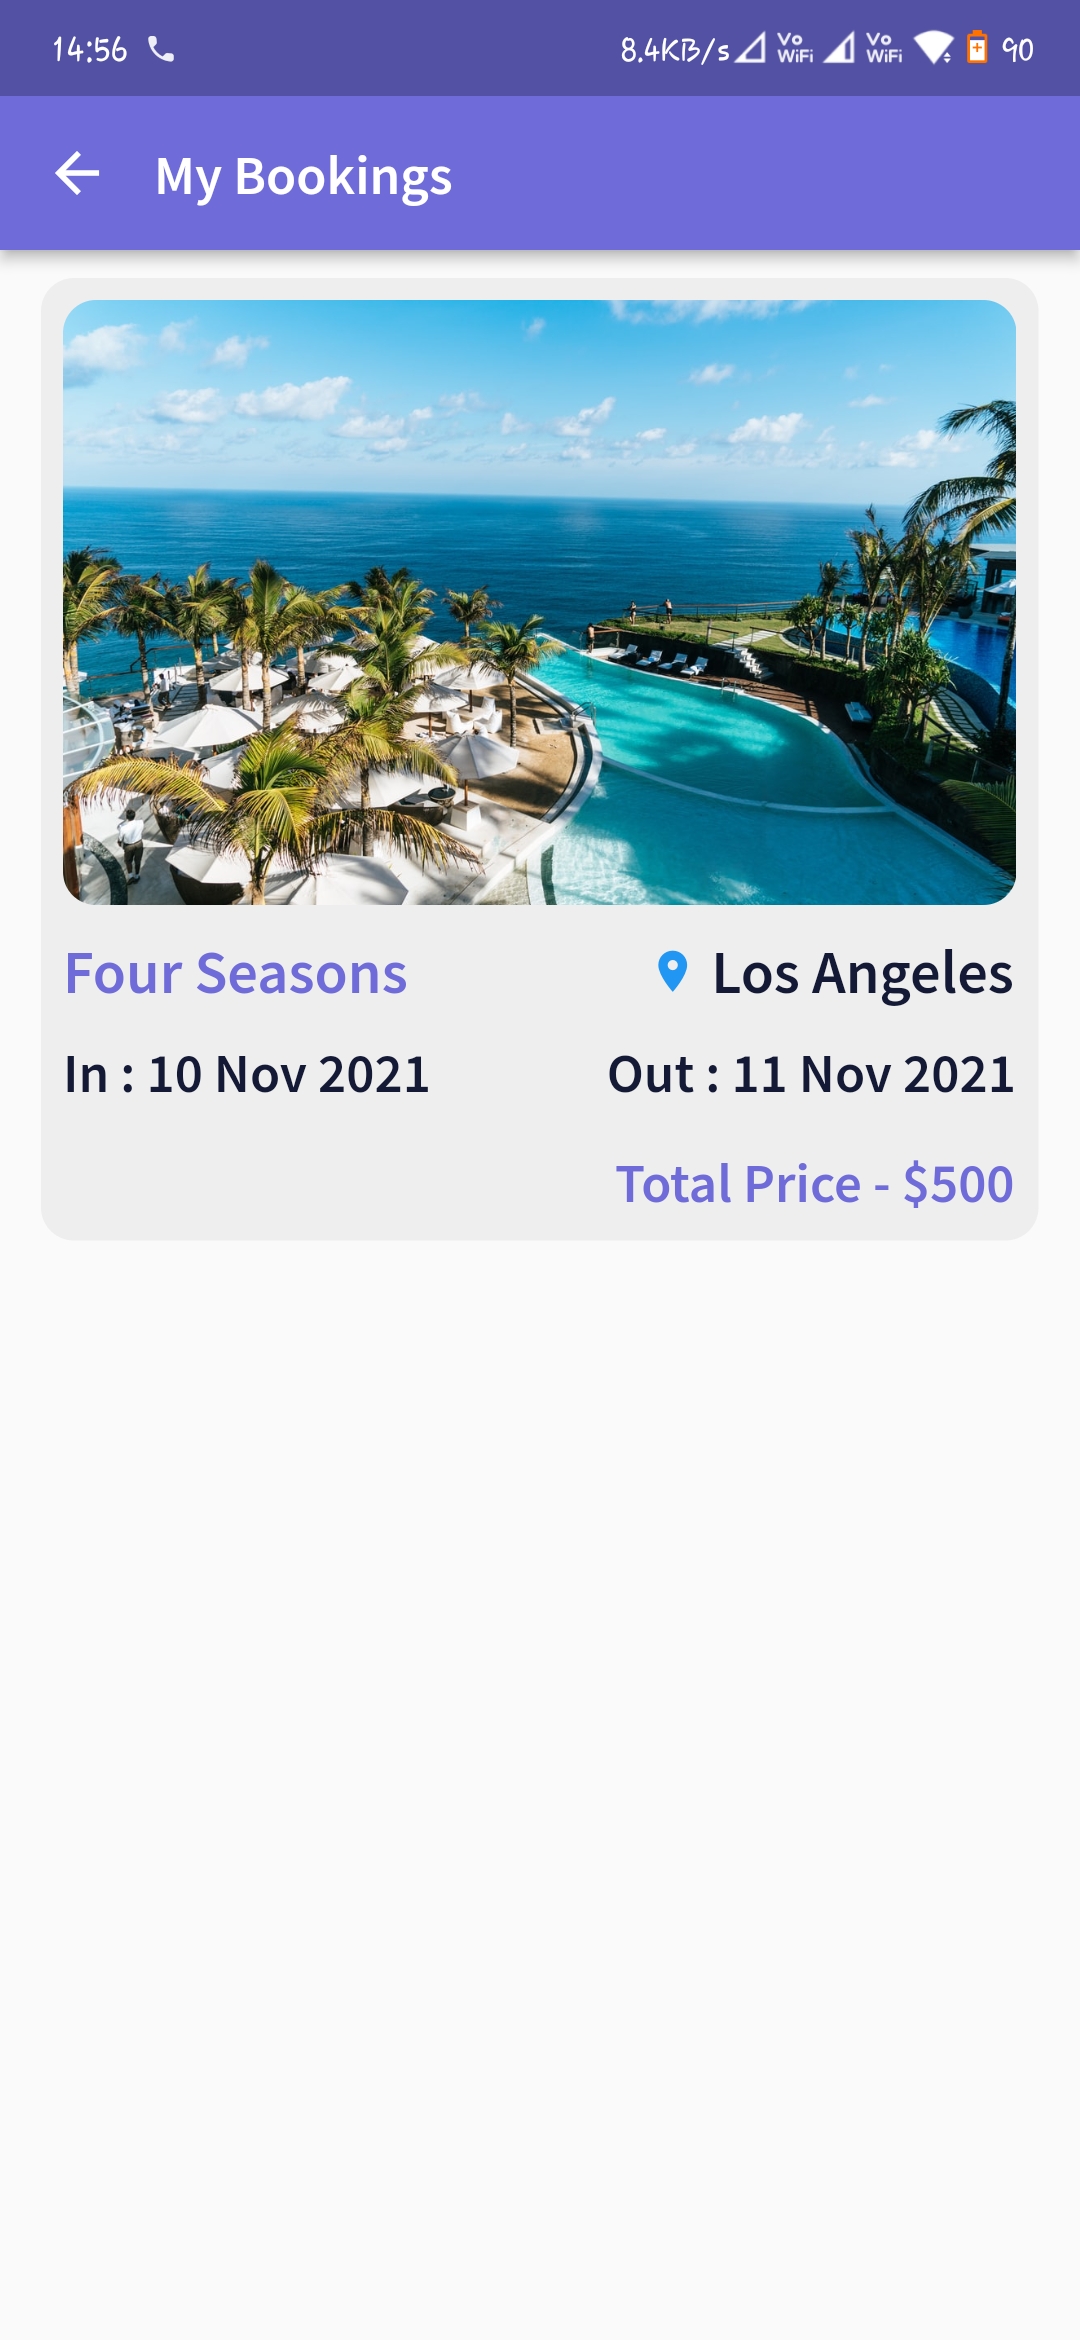 14:56 8.4KB/s Vo WiFi Vo WiFi 90
My Bookings
Four Seasons Los Angeles
In : 10 Nov 2021 Out : 11 Nov 2021
Total Price - $500